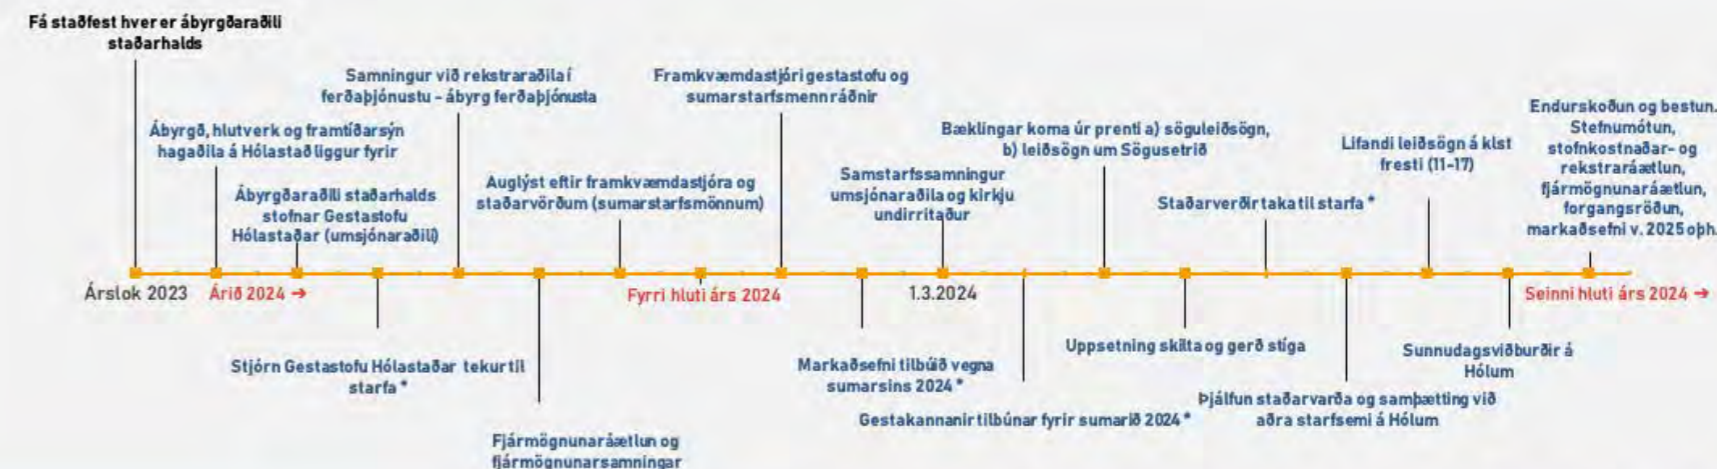 Fá staðfest hver er ábyrgðaraðili
staðarhalds
Ábyrgð, hlutverk og framtíðarsýn
hagaðila á Hólastað liggur fyrir
Ábyrgðaraðili staðarhalds
stofnar Gestastofu
Hólastaðar (umsjónaraðili)
Samningur við rekstraraðila í
ferðaþjónustu – ábyrg ferðaþjónusta
Auglýst eftir framkvæmdastjóra og
staðarvörðum (sumarstarfsmönnum)
Framkvæmdastjóri gestastofu og
sumarstarfsmenn ráðnir
Samstarfssamningur
umsjónaraðila og kirkju
undirritaður
Bæklingar koma úr prenti a) söguleiðsögn,
b) leiðsögn um Sögusetrið
Staðarverðir taka til starfa *
Lifandi leiðsögn á klst
fresti (11-17)
Endurskoðun og bestun.
Stefnumótun,
stofnkostnaðar- og
rekstraráætlun,
fjármögnunaráætlun,
forgangsröðun,
markaðsefni v. 2025 oþh.
Árslok 2023
Árið 2024 →
Fyrri hluti árs 2024
1.3.2024
Seinni hluti árs 2024 →
Stjórn Gestastofu Hólastaðar tekur til
starfa *
Fjármögnunaráætlun og
fjármögnunarsamningar
Markaðsefni tilbúið vegna
sumarsins 2024 *
Gestakannanir tilbúnar fyrir sumarið 2024 *
Uppsetning skilta og gerð stíga
Þjálfun staðarvarða og samþætting við
aðra starfsemi á Hólum
Sunnudagsviðburðir á
Hólum